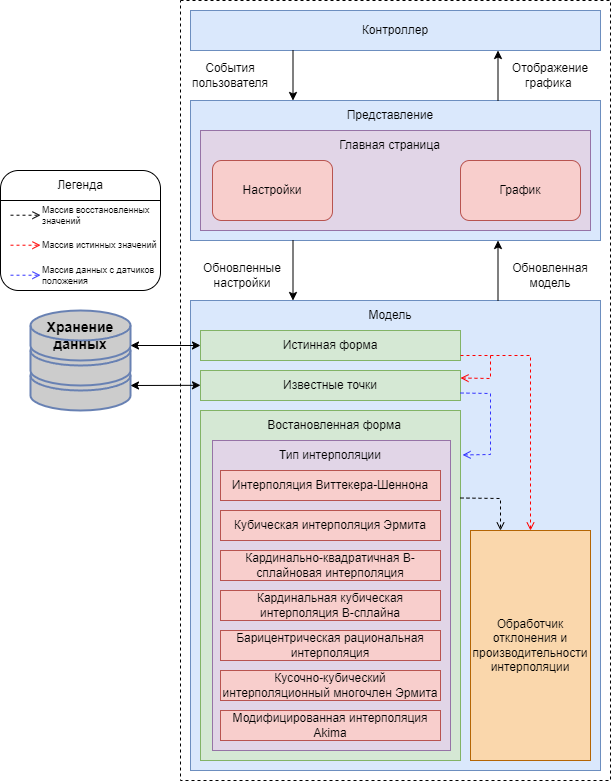 Контроллер
События
пользователя
Отображение
графика
Представление
Главная страница
Настройки
График
Легенда
Массив восстановленных
значений
Массив истинных значений
Массив данных с датчиков
положения
Обновленные
настройки
Обновленная
модель
Хранение
данных
Модель
Истинная форма
Известные точки
Востановленная форма
Тип интерполяции
Интерполяция Виттекера-Шеннона
Кубическая интерполяция Эрмита
Кардинально-квадратичная B-
сплайновая интерполяция
Кардинальная кубическая
интерполяция B-сплайна
Барицентрическая рациональная
интерполяция
Кусочно-кубический
интерполяционный многочлен Эрмита
Модифицированная интерполяция
Akima
Обработчик
отклонения и
производительности
интерполяции